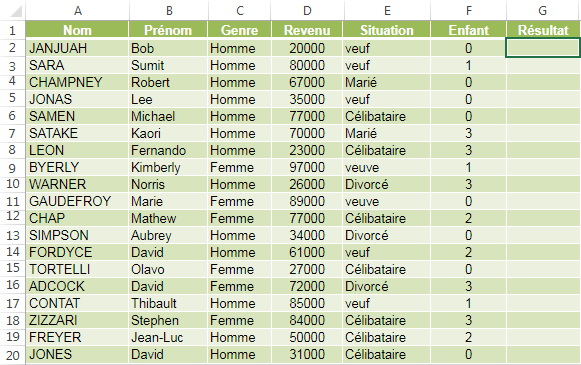 A B C D E F G
1 Nom Prénom Genre Revenu Situation Enfant Résultat
2 JANJUAH Bob Homme 20000 veuf 0
3 SARA Sumit Homme 80000 veuf 1
4 CHAMPNEY Robert Homme 67000 Marié 0
5 JONAS Lee Homme 35000 veuf 0
6 SAMEN Michael Homme 77000 Célibataire 0
7 SATAKE Kaori Homme 70000 Marié 3
8 LEON Fernando Homme 23000 Célibataire 3
9 BYERLY Kimberly Femme 97000 veuve 1
10 WARNER Norris Homme 26000 Divorcé 3
11 GAUDEFROY Marie Femme 89000 veuve 0
12 CHAP Mathew Femme 77000 Célibataire 2
13 SIMPSON Aubrey Homme 34000 Divorcé 0
14 FORDYCE David Homme 61000 veuf 2
15 TORTELLI Olavo Femme 27000 Célibataire 0
16 ADCOCK David Femme 72000 Divorcé 3
17 CONTAT Thibault Homme 85000 veuf 1
18 ZIZZARI Stephen Femme 84000 Célibataire 3
19 FREYER Jean-Luc Homme 50000 Célibataire 2
20 JONES David Homme 31000 Célibataire 0